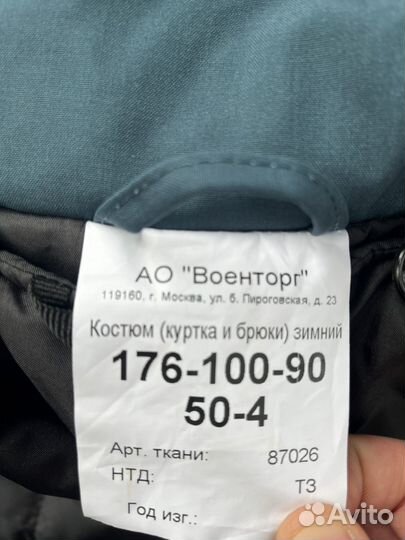 АО "Военторг"
119160, г. Москва, ул. б. Пироговская, д. 23
Костюм (куртка и брюки) зимний
176-100-90
50-4
Арт. ткани: 87026
НТД: ТЗ
Год изг.:
Avito